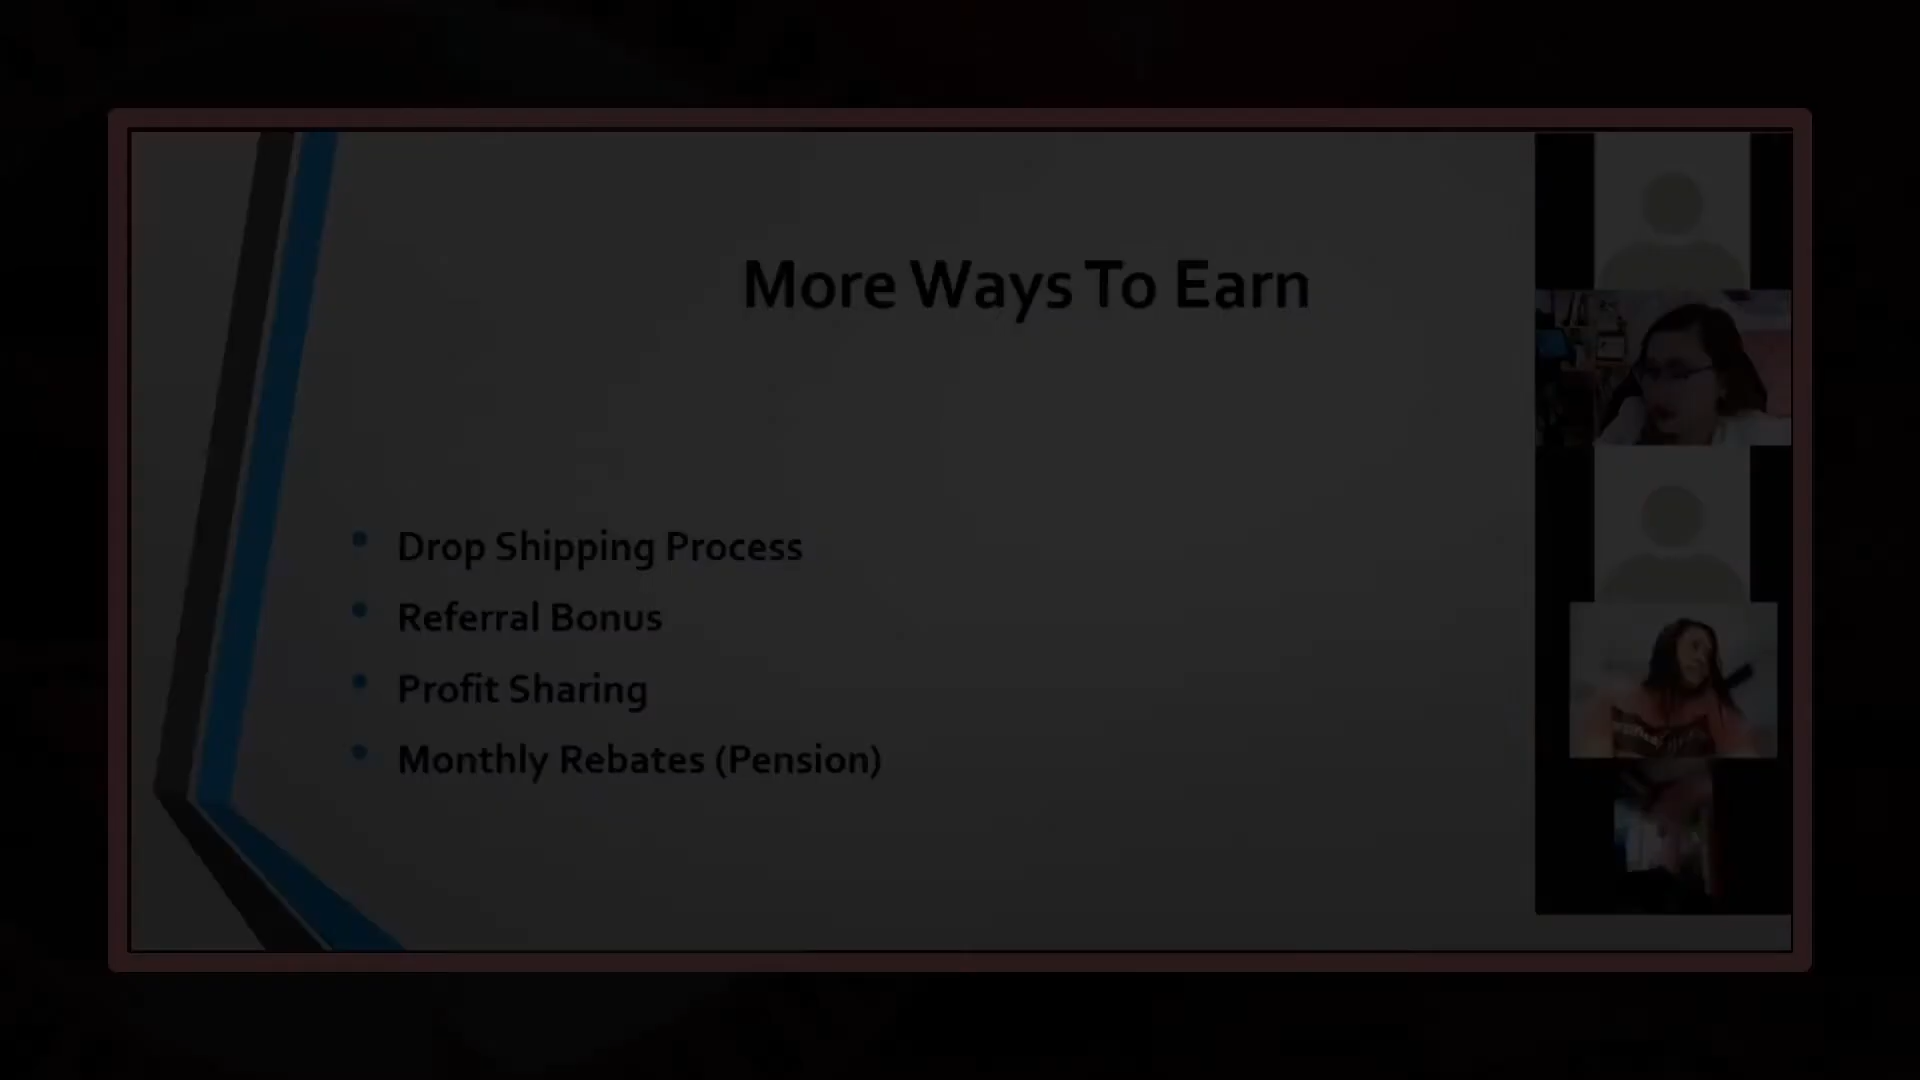 More Ways To Earn
Drop Shipping Process
Referral Bonus
Profit Sharing
Monthly Rebates (Pension)